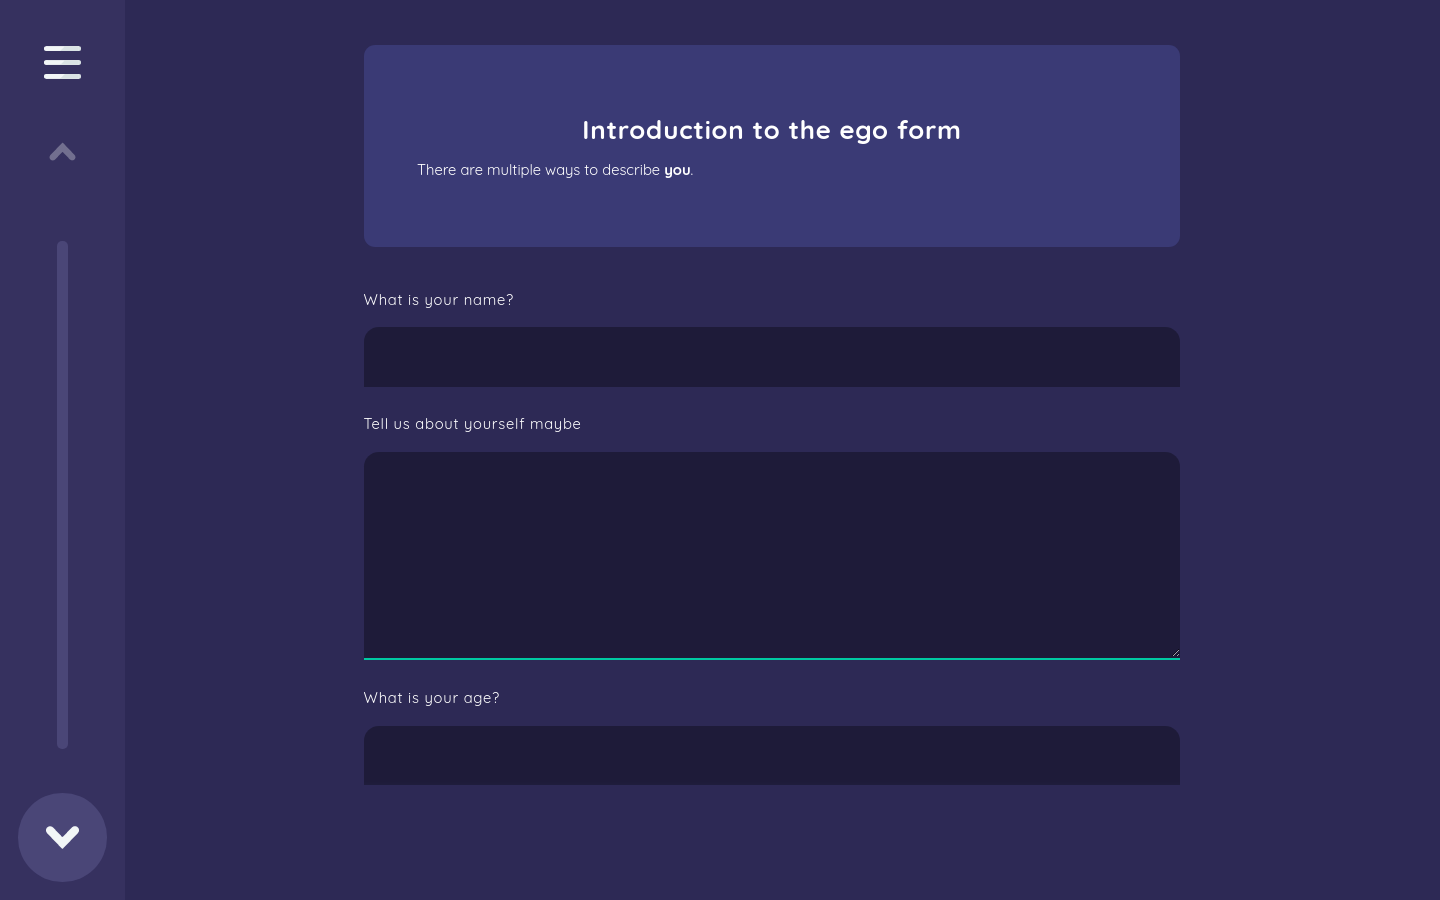 Introduction to the ego form
There are multiple ways to describe you.
What is your name?
Tell us about yourself maybe
What is your age?